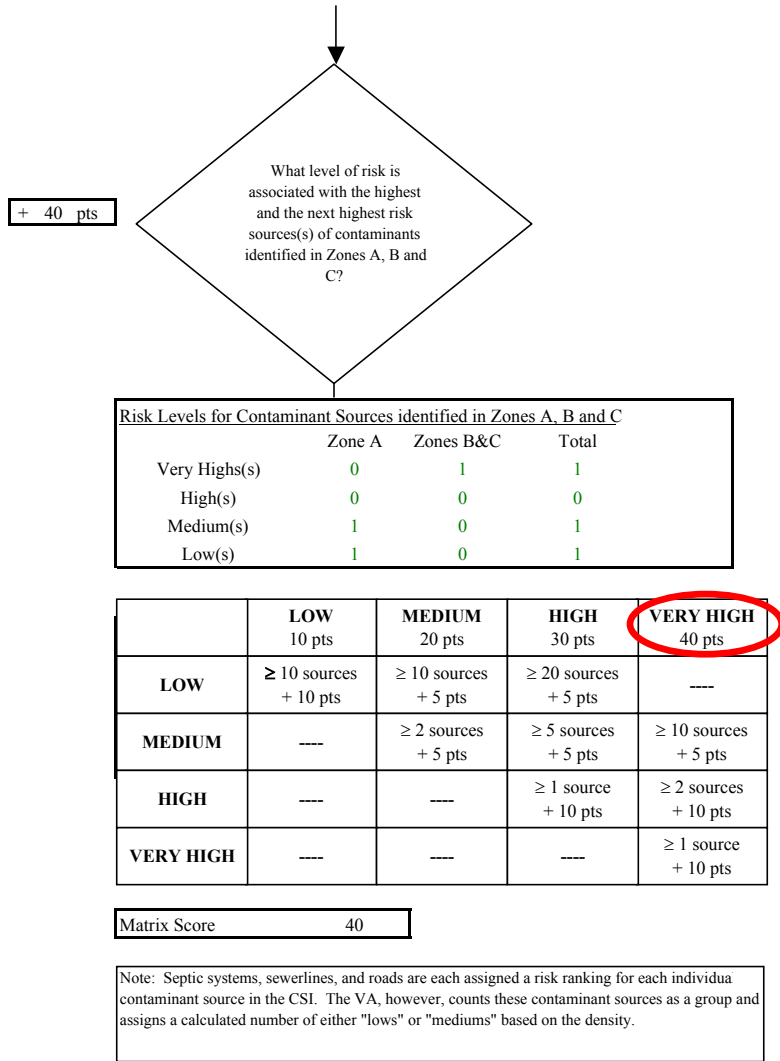 What level of risk is
associated with the highest
and the next highest risk
sources(s) of contaminants
identified in Zones A, B and
C?
+ 40 pts
Risk Levels for Contaminant Sources identified in Zones A, B and C
Zone A Zones B&C Total
Very Highs(s) 0 1 1
High(s) 0 0 0
Medium(s) 1 0 1
Low(s) 1 0 1
LOW MEDIUM HIGH VERY HIGH
10 pts 20 pts 30 pts 40 pts
LOW ≥ 10 sources ≥ 10 sources ≥ 20 sources ----
+ 10 pts + 5 pts + 5 pts
MEDIUM ---- ≥ 2 sources ≥ 5 sources ≥ 10 sources
+ 5 pts + 5 pts + 5 pts
HIGH ---- ---- ≥ 1 source ≥ 2 sources
+ 10 pts + 10 pts
VERY HIGH ---- ---- ---- ≥ 1 source
+ 10 pts
Matrix Score 40
Note: Septic systems, sewerlines, and roads are each assigned a risk ranking for each individua
contaminant source in the CSI. The VA, however, counts these contaminant sources as a group and
assigns a calculated number of either "lows" or "mediums" based on the density.